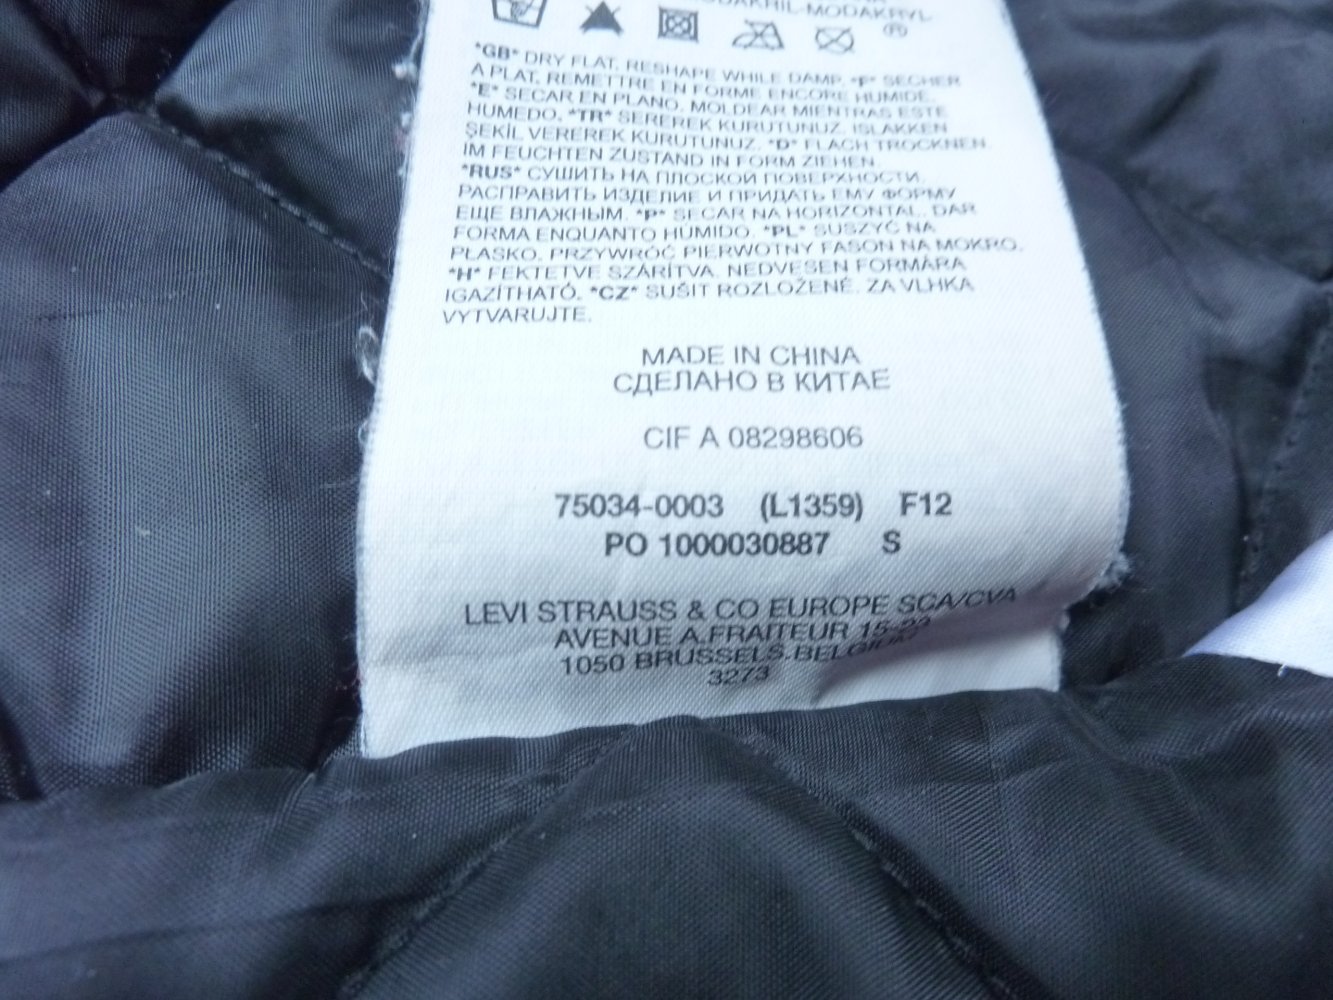 MODAKRIL-MODAKRYL
®
*GB* DRY FLAT. RESHAPE WHILE DAMP. *F* SECHER
A PLAT. REMETTRE EN FORME ENCORE HUMIDE.
*E* SECAR EN PLANO. MOLDEAR MIENTRAS ESTE
HUMEDO. *TR* SEREREK KURUTUNUZ. ISLAKKEN
ŞEKİL VEREREK KURUTUNUZ. *D* FLACH TROCKNEN.
IM FEUCHTEN ZUSTAND IN FORM ZIEHEN.
*RUS* СУШИТЬ НА ПЛОСКОЙ ПОВЕРХНОСТИ.
РАСПРАВИТЬ ИЗДЕЛИЕ И ПРИДАТЬ ЕМУ ФОРМУ
ЕЩЕ ВЛАЖНЫМ. *P* SECAR NA HORIZONTAL. DAR
FORMA ENQUANTO HUMIDO. *PL* SUSZYĆ NA
PŁASKO. PRZYWRÓĆ PIERWOTNY FASON NA MOKRO.
*H* FEKTETVE SZÁRÍTVA. NEDVESEN FORMÁRA
IGAZÍTHATÓ. *CZ* SUŠIT ROZLOŽENÉ. ZA VLHKA
VYTVARUJTE.
MADE IN CHINA
СДЕЛАНО В КИТАЕ
CIF A 08298606
75034-0003 (L1359) F12
PO 1000030887 S
LEVI STRAUSS & CO EUROPE SCA/CVA
AVENUE A.FRAITEUR 15-23
1050 BRUSSELS.BELGIUM
3273